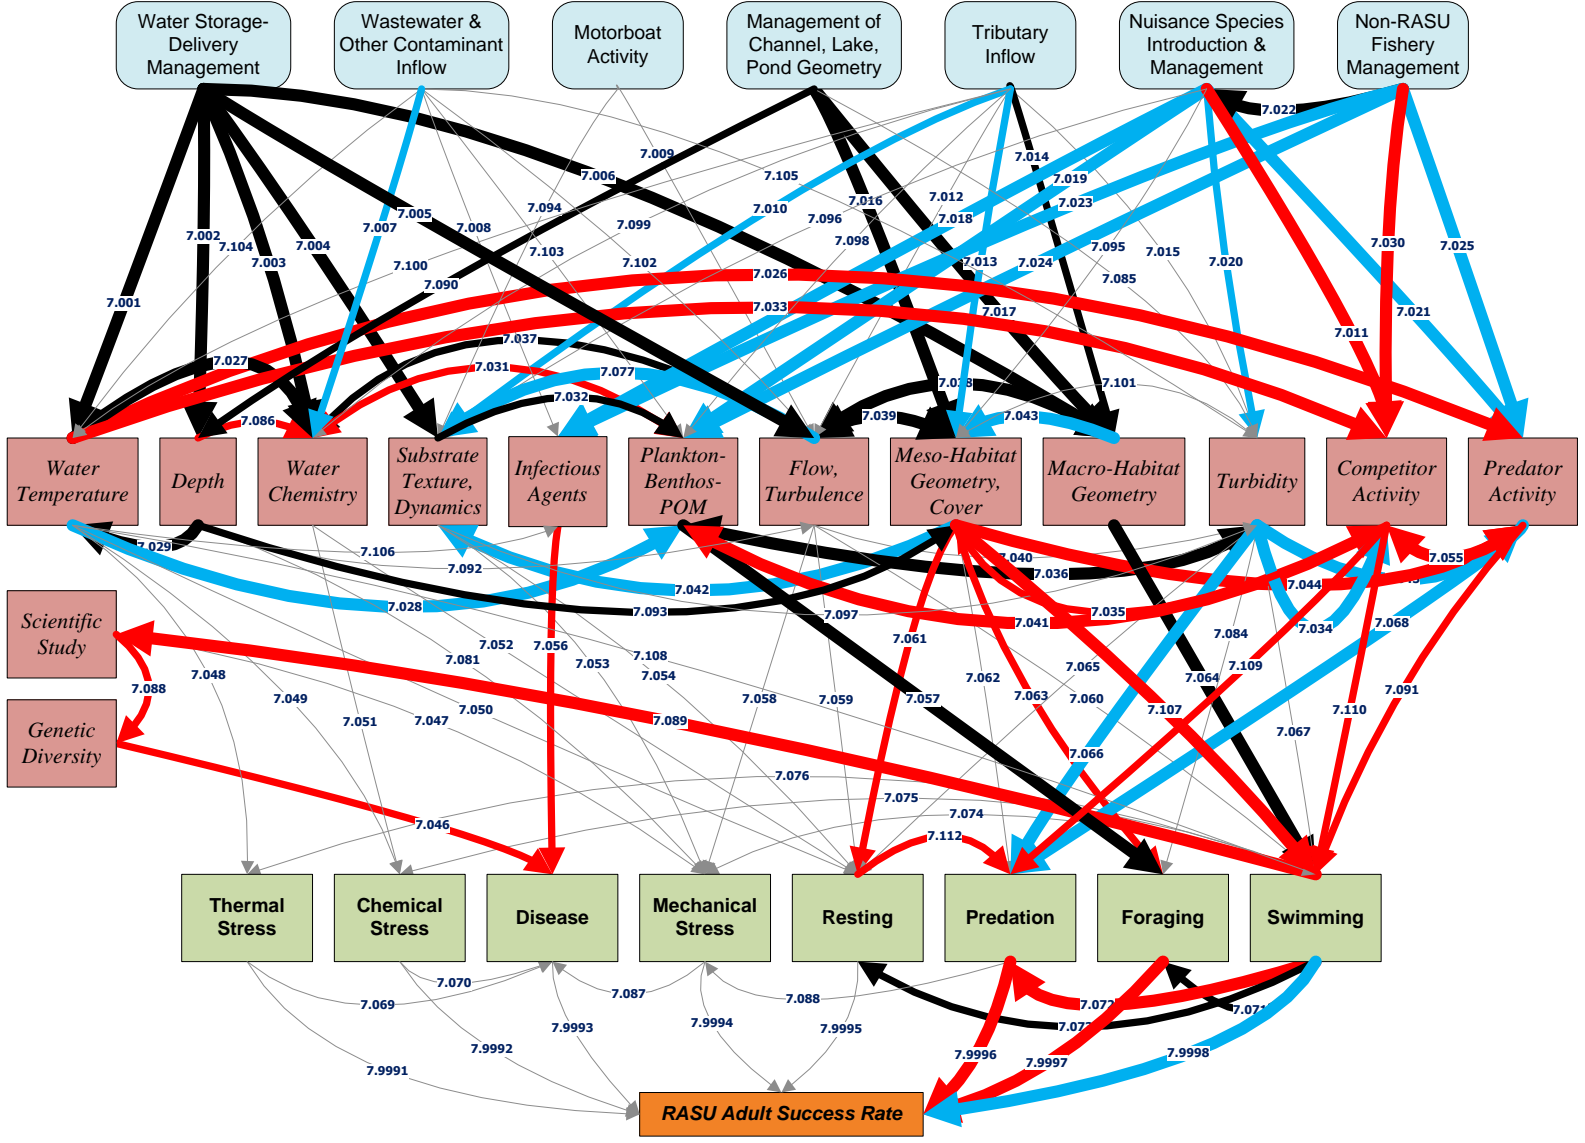 Water Storage-
Delivery
Management
Wastewater &
Other Contaminant
Inflow
Motorboat
Activity
Management of
Channel, Lake,
Pond Geometry
Tributary
Inflow
Nuisance Species
Introduction &
Management
Non-RASU
Fishery
Management
7.022
7.009
7.014
7.006
7.105
7.019
7.012
7.016
7.023
7.005
7.094
7.010
7.096
7.018
7.002
7.007
7.008
7.099
7.098
7.030
7.025
7.104
7.004
7.103
7.095
7.015
7.003
7.100
7.102
7.013
7.024
7.020
7.026
7.085
7.090
7.001
7.033
7.017
7.021
7.011
7.037
7.027
7.031
7.077
7.038
7.101
7.032
7.086
7.039
7.043
Water
Temperature
Depth
Water
Chemistry
Substrate
Texture,
Dynamics
Infectious
Agents
Plankton-
Benthos-
POM
Flow,
Turbulence
Meso-Habitat
Geometry,
Cover
Macro-Habitat
Geometry
Turbidity
Competitor
Activity
Predator
Activity
7.029
7.106
7.092
7.040
7.055
7.036
7.042
7.044
7.028
7.093
7.097
7.035
7.041
7.034
7.068
Scientific
Study
7.061
7.084
7.056
7.052
7.108
7.081
7.053
7.054
7.065
7.109
7.062
7.048
7.064
7.088
7.049
7.057
7.058
7.059
7.063
7.060
7.091
7.050
7.051
7.047
7.089
7.107
7.110
Genetic
Diversity
7.066
7.067
7.076
7.075
7.074
7.046
7.112
Thermal
Stress
Chemical
Stress
Disease
Mechanical
Stress
Resting
Predation
Foraging
Swimming
7.070
7.069
7.087
7.088
7.072
7.071
7.9993
7.9994
7.9995
7.9992
7.9991
7.9996
7.9997
7.9998
RASU Adult Success Rate